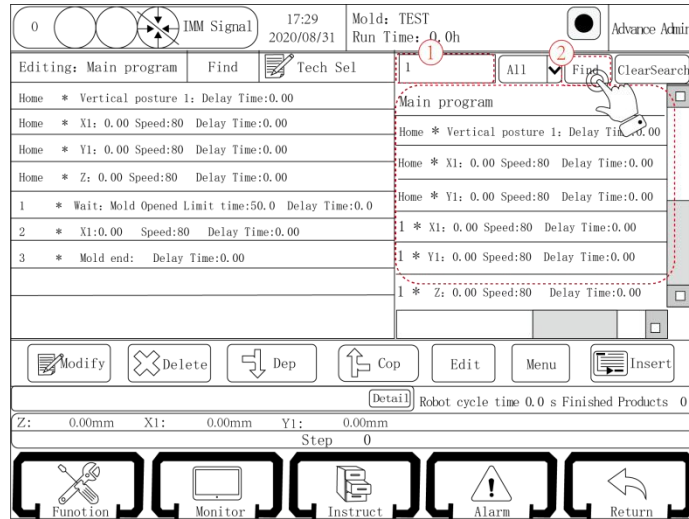 0 IMM Signal 17:29 2020/08/31 Mold: TEST Run Time: 0.0h Advance Admin
Editing: Main program Find Tech Sel 1 1 All 2 Find ClearSearch
Home * Vertical posture 1: Delay Time:0.00
Home * X1: 0.00 Speed:80 Delay Time:0.00
Home * Y1: 0.00 Speed:80 Delay Time:0.00
Home * Z: 0.00 Speed:80 Delay Time:0.00
1 * Wait: Mold Opened Limit time:50.0 Delay Time:0.0
2 * X1:0.00 Speed:80 Delay Time:0.00
3 * Mold end: Delay Time:0.00
Main program
Home * Vertical posture 1: Delay Time:0.00
Home * X1: 0.00 Speed:80 Delay Time:0.00
Home * Y1: 0.00 Speed:80 Delay Time:0.00
1 * X1: 0.00 Speed:80 Delay Time:0.00
1 * Y1: 0.00 Speed:80 Delay Time:0.00
1 * Z: 0.00 Speed:80 Delay Time:0.00
Modify Delete Dep Cop Edit Menu Insert
Detail Robot cycle time 0.0 s Finished Products 0
Z: 0.00mm X1: 0.00mm Y1: 0.00mm
Step 0
Funotion Monitor Instruct Alarm Return